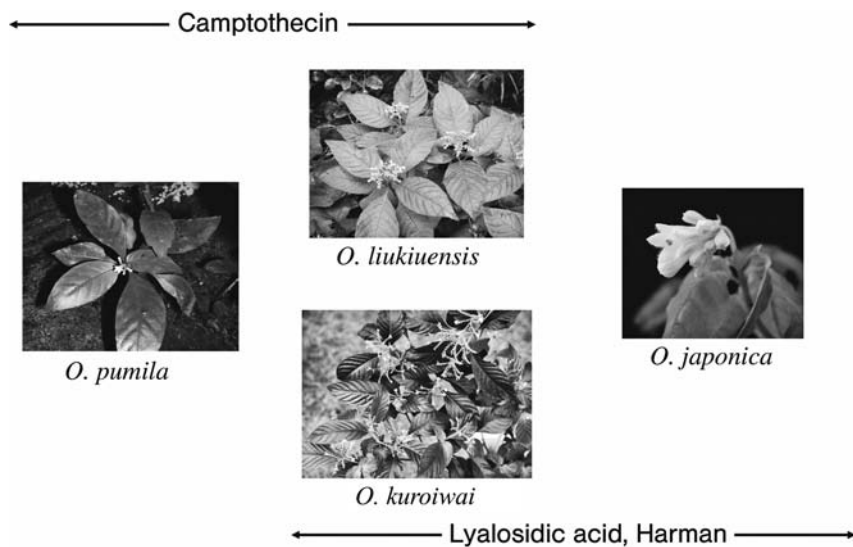 Camptothecin
O. liukiuensis
O. pumila
O. japonica
O. kuroiwai
Lyalosidic acid, Harman